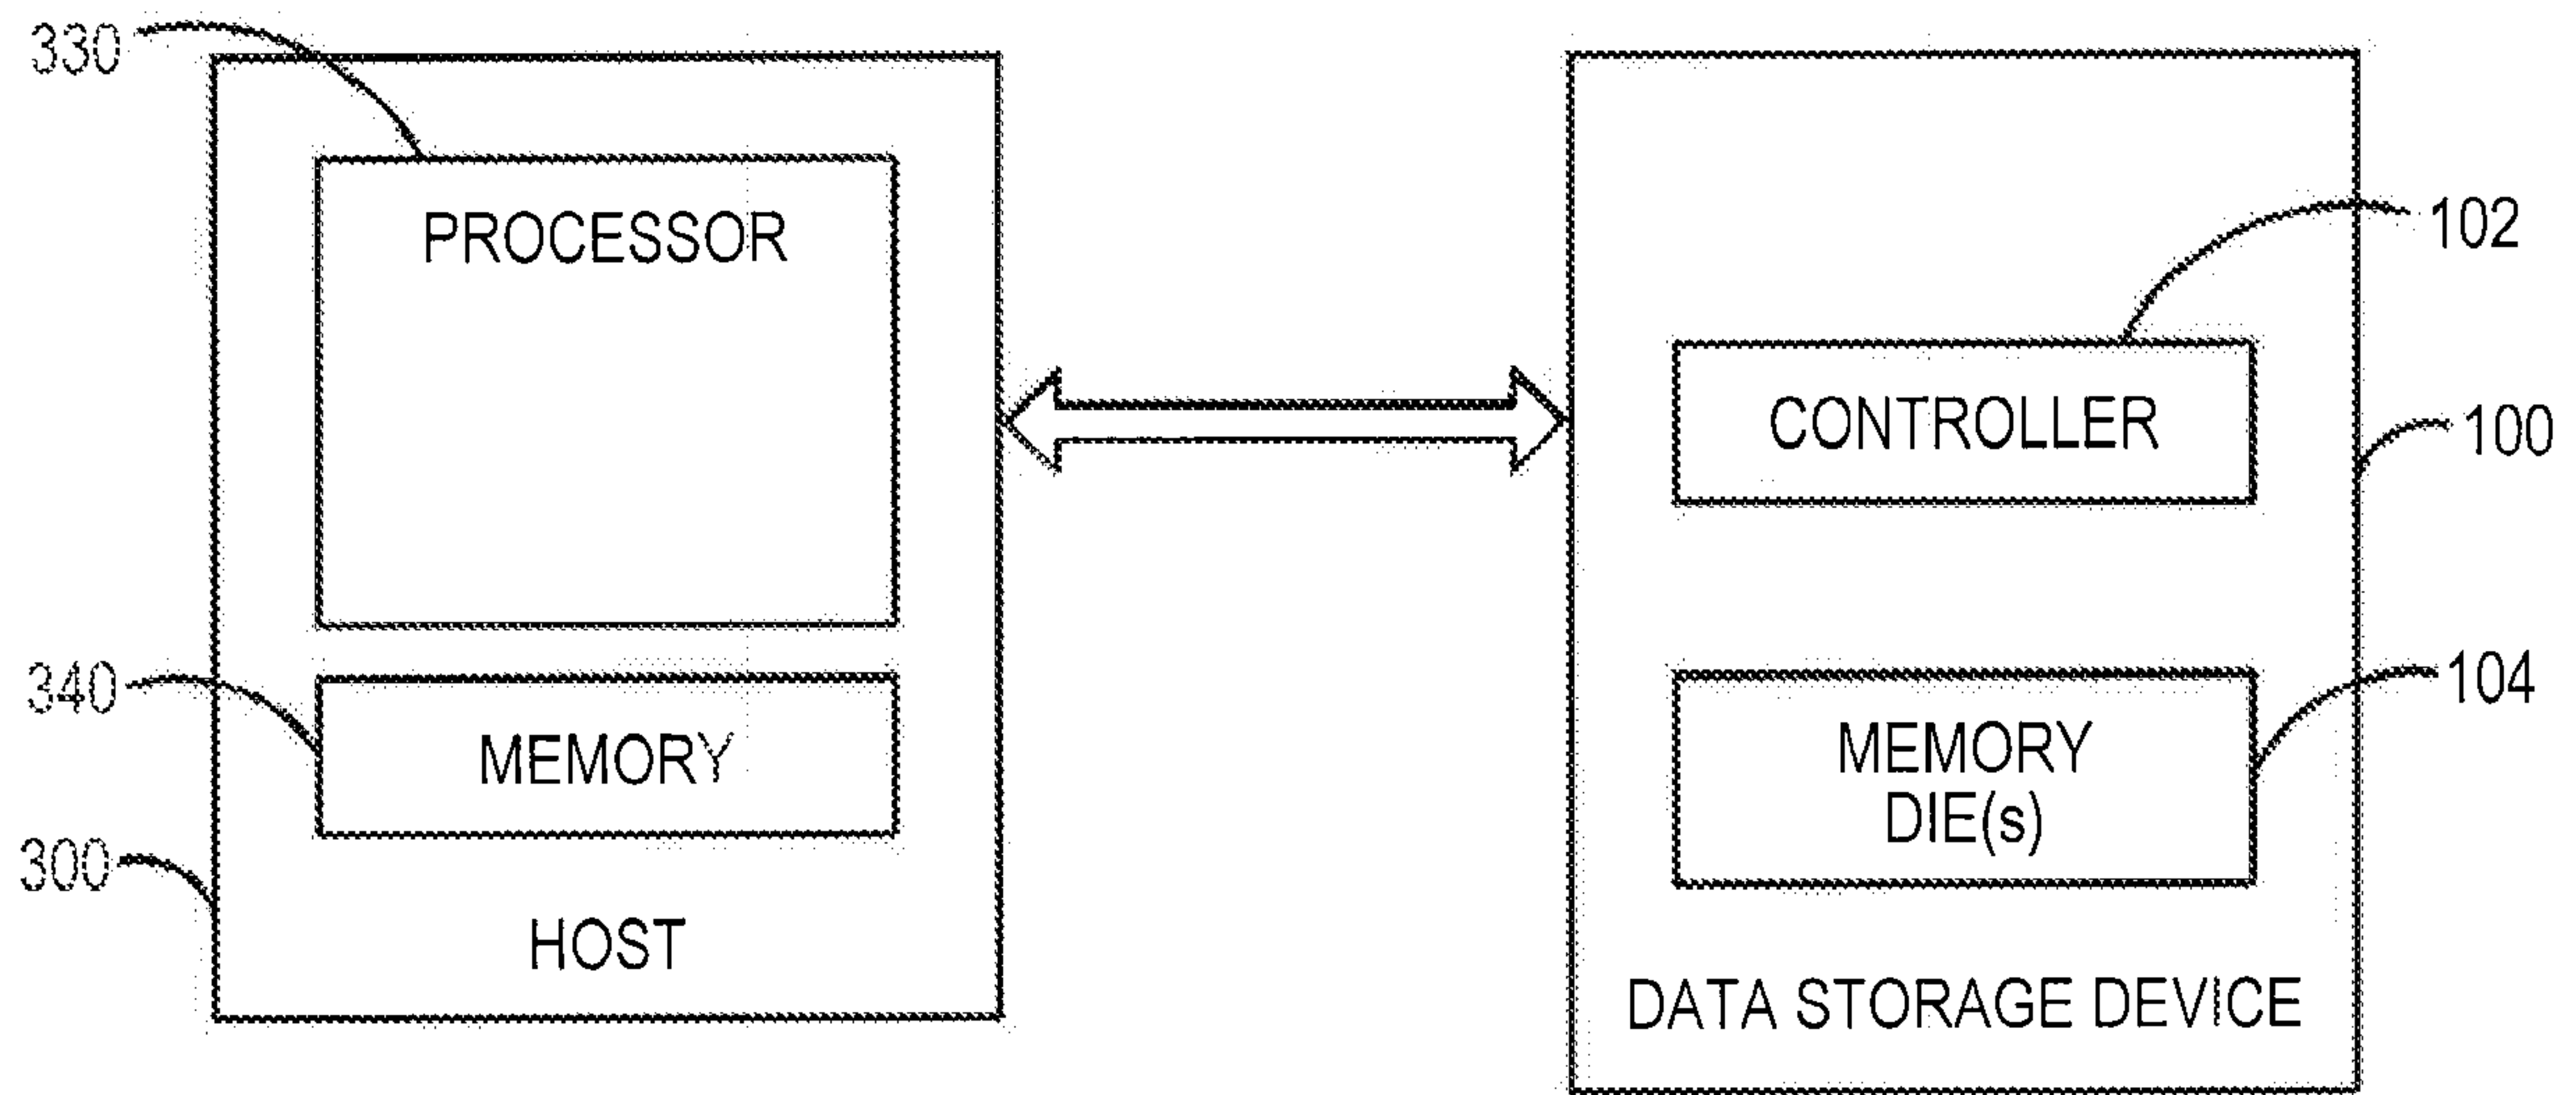 330
PROCESSOR
340
MEMORY
300
HOST
102
CONTROLLER
100
104
MEMORY
DIE(s)
DATA STORAGE DEVICE